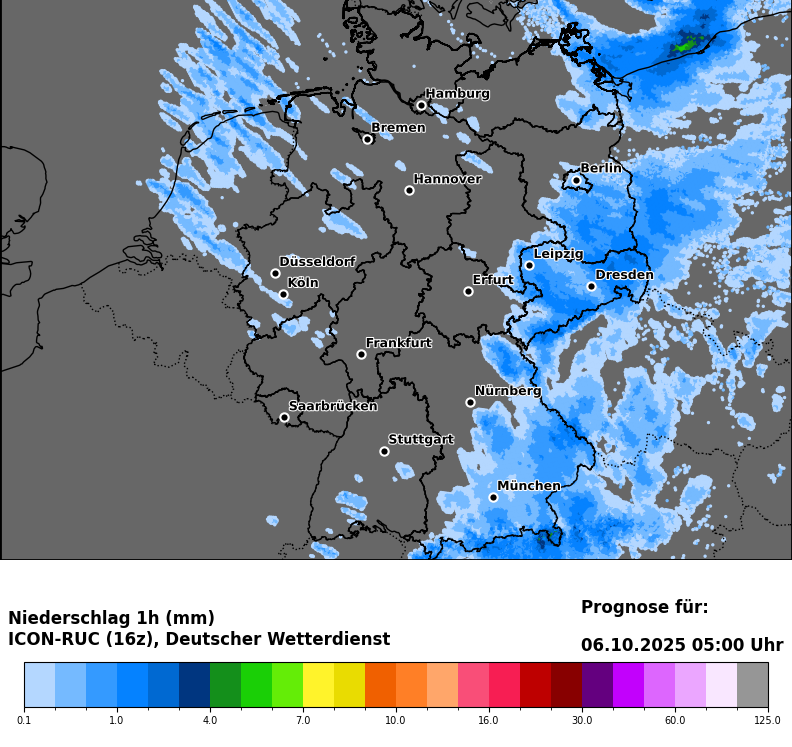 Hamburg
Bremen
Berlin
Hannover
Leipzig
Düsseldorf
Dresden
Köln
Erfurt
Frankfurt
Nürnberg
Saarbrücken
Stuttgart
München
Niederschlag 1h (mm)
ICON-RUC (16z), Deutscher Wetterdienst
Prognose für:
06.10.2025 05:00 Uhr
0.1 1.0 4.0 7.0 10.0 16.0 30.0 60.0 125.0